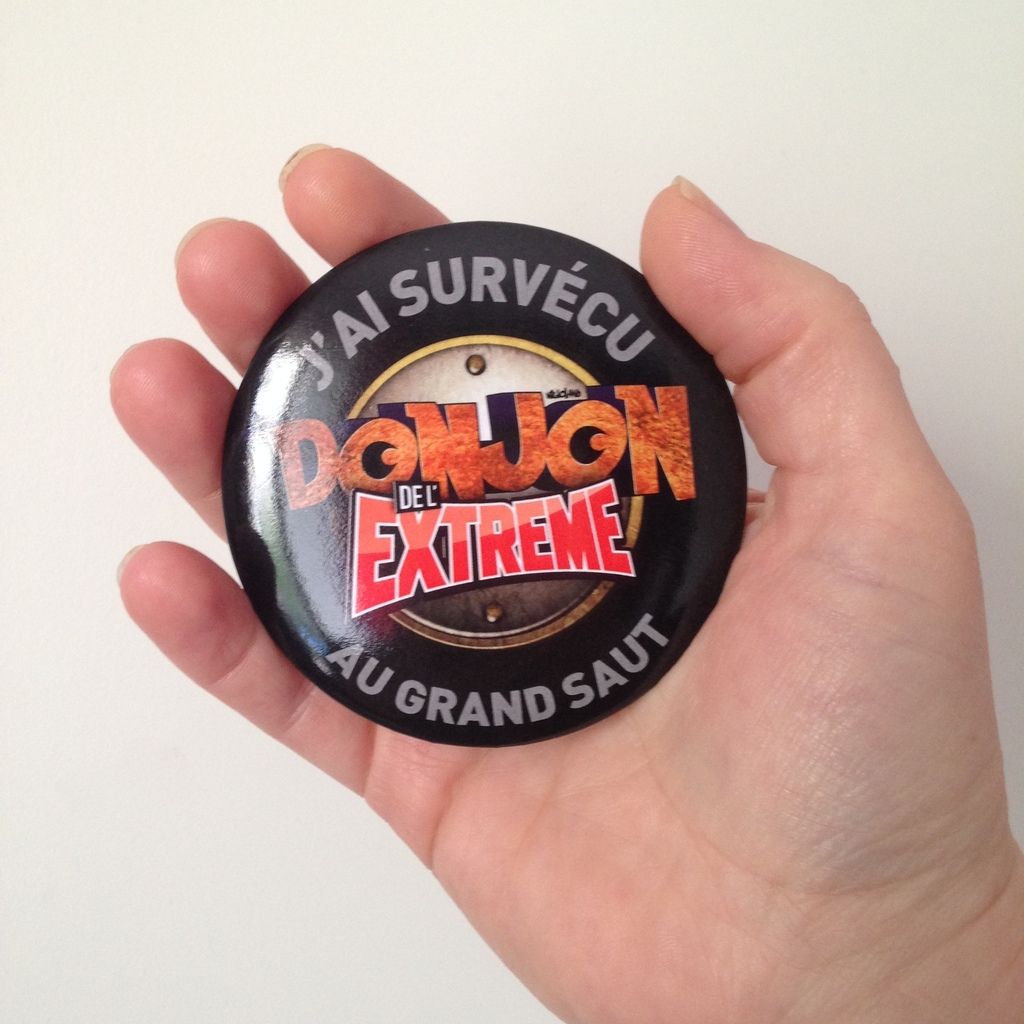 J'AI SURVÉCU
DONJON
DE L'
EXTREME
AU GRAND SAUT